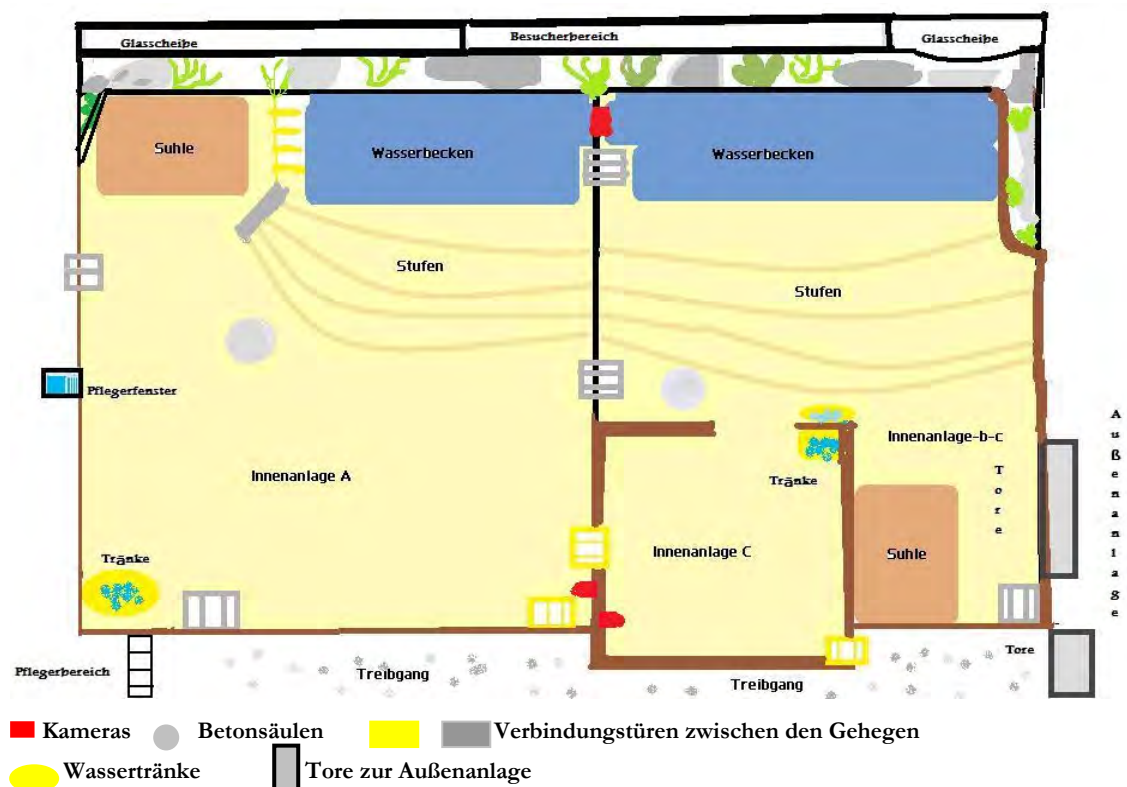 Glasscheibe
Besucherbereich
Glasscheibe
Suhle
Wasserbecken
Wasserbecken
Stufen
Stufen
Pflegerfenster
Außenanlage
Innenanlage-b-c
Tore
Innenanlage A
Tränke
Innenanlage C
Suhle
Tränke
Pflegerbereich
Treibgang
Treibgang
Tore
Kameras
Betonsäulen
Verbindungstüren zwischen den Gehegen
Wassertränke
Tore zur Außenanlage